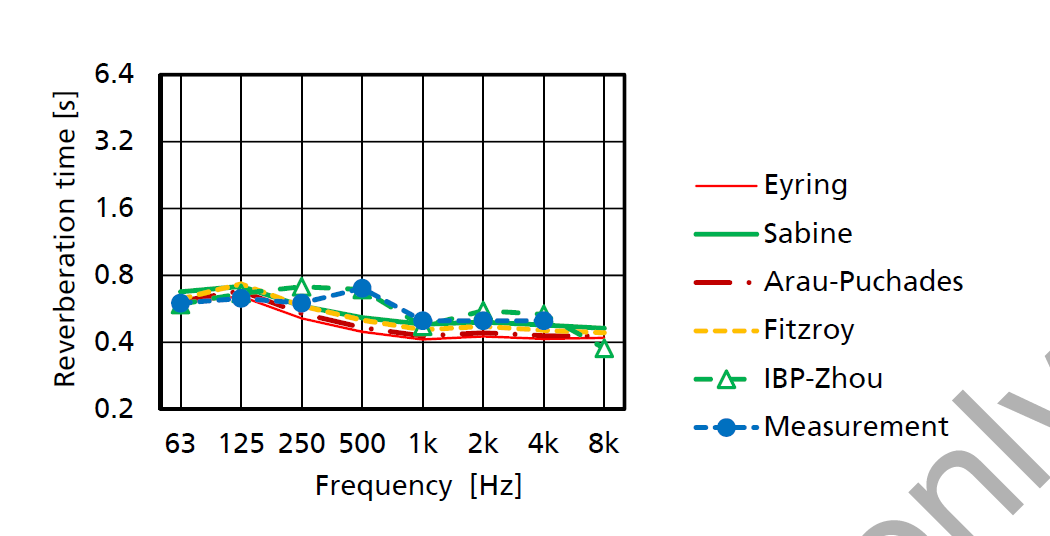 6.4
3.2
1.6
0.8
0.4
0.2
Reverberation time [s]
63 125 250 500 1k 2k 4k 8k
Frequency [Hz]
Eyring
Sabine
Arau-Puchades
Fitzroy
IBP-Zhou
Measurement
only